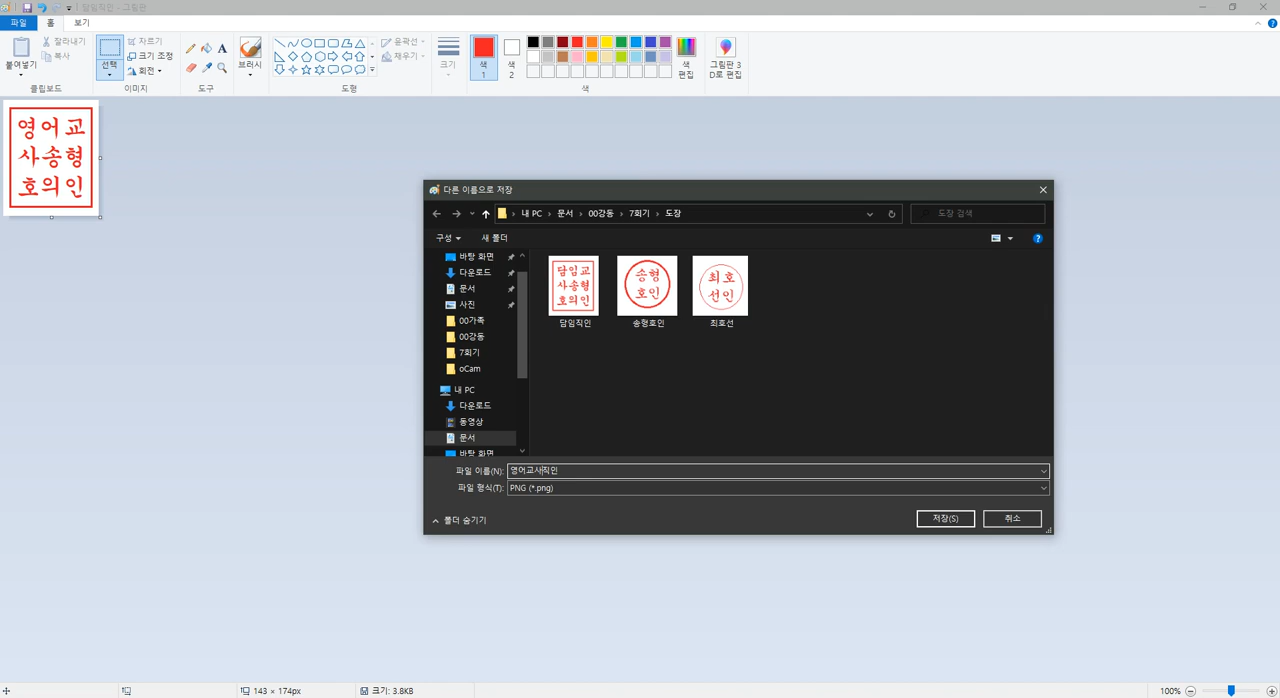 담임직인 - 그림판
파일 홈 보기
붙여넣기
잘라내기
복사
클립보드
선택
자르기
크기 조정
회전
이미지
A
도구
브러시
윤곽선
채우기
도형
크기
색 1
색 2
색
색 편집
그림판 3D로 편집
영어교
사송형
호의인
다른 이름으로 저장
내 PC > 문서 > 00강동 > 7회기 > 도장
도장 검색
구성 새 폴더
바탕 화면
다운로드
문서
사진
00가족
00강동
7회기
oCam
내 PC
다운로드
동영상
문서
바탕 화면
담임교
사송형
호의인
담임직인
송형
호인
송형호인
최호
선인
최호선
파일 이름(N): 영어교사직인
파일 형식(T): PNG (*.png)
폴더 숨기기
저장(S) 취소
143 × 174px
크기: 3.8KB
100%